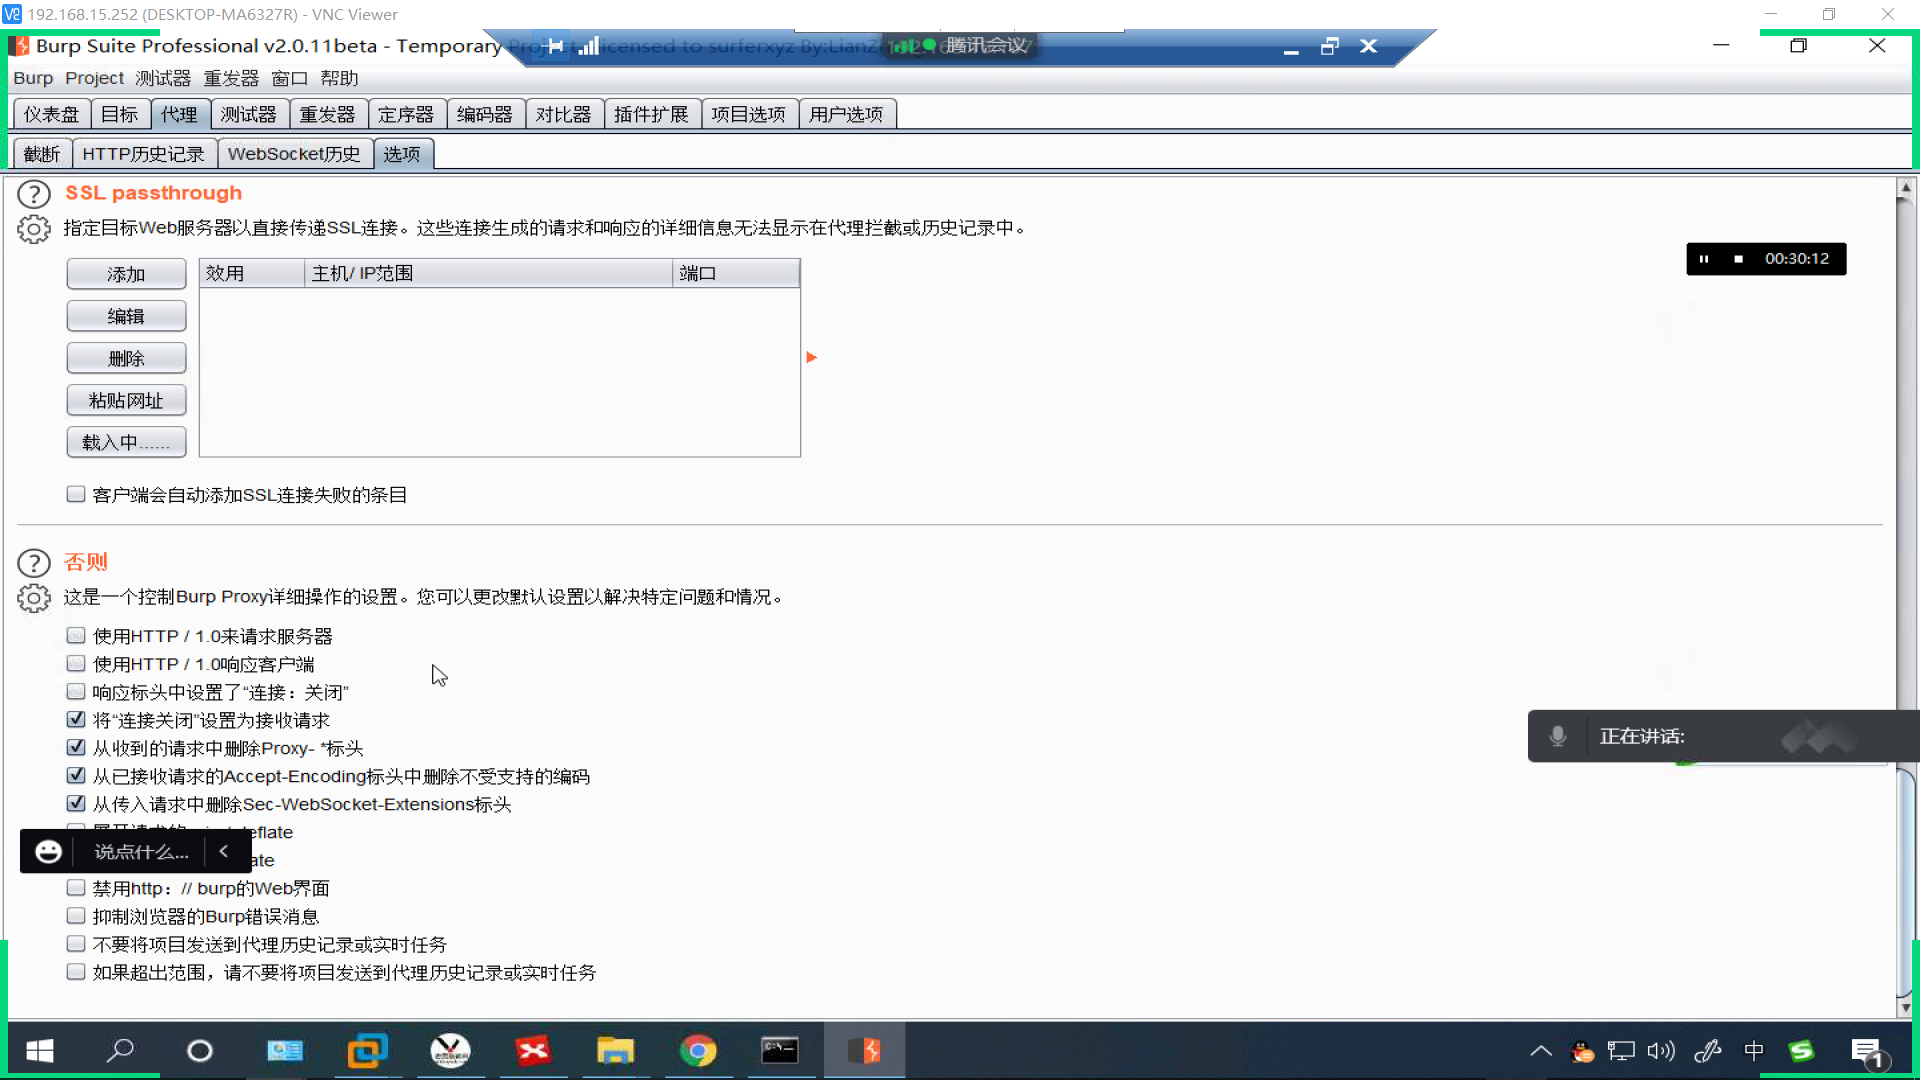 192.168.15.252 (DESKTOP-MA6327R) - VNC Viewer
Burp Suite Professional v2.0.11beta - Temporary Project - licensed to surferxyz By:LianZ
腾讯会议
Burp Project 测试器 重发器 窗口 帮助
仪表盘 目标 代理 测试器 重发器 定序器 编码器 对比器 插件扩展 项目选项 用户选项
截断 HTTP历史记录 WebSocket历史 选项
SSL passthrough
指定目标Web服务器以直接传递SSL连接。这些连接生成的请求和响应的详细信息无法显示在代理拦截或历史记录中。
00:30:12
添加 效用 主机/ IP范围 端口
编辑
删除
粘贴网址
载入中......
客户端会自动添加SSL连接失败的条目
否则
这是一个控制Burp Proxy详细操作的设置。您可以更改默认设置以解决特定问题和情况。
使用HTTP / 1.0来请求服务器
使用HTTP / 1.0响应客户端
响应标头中设置了“连接：关闭”
将“连接关闭”设置为接收请求
正在讲话:
从收到的请求中删除Proxy- *标头
从已接收请求的Accept-Encoding标头中删除不受支持的编码
从传入请求中删除Sec-WebSocket-Extensions标头
eflate
说点什么...
ate
禁用http：// burp的Web界面
抑制浏览器的Burp错误消息
不要将项目发送到代理历史记录或实时任务
如果超出范围，请不要将项目发送到代理历史记录或实时任务
中
1